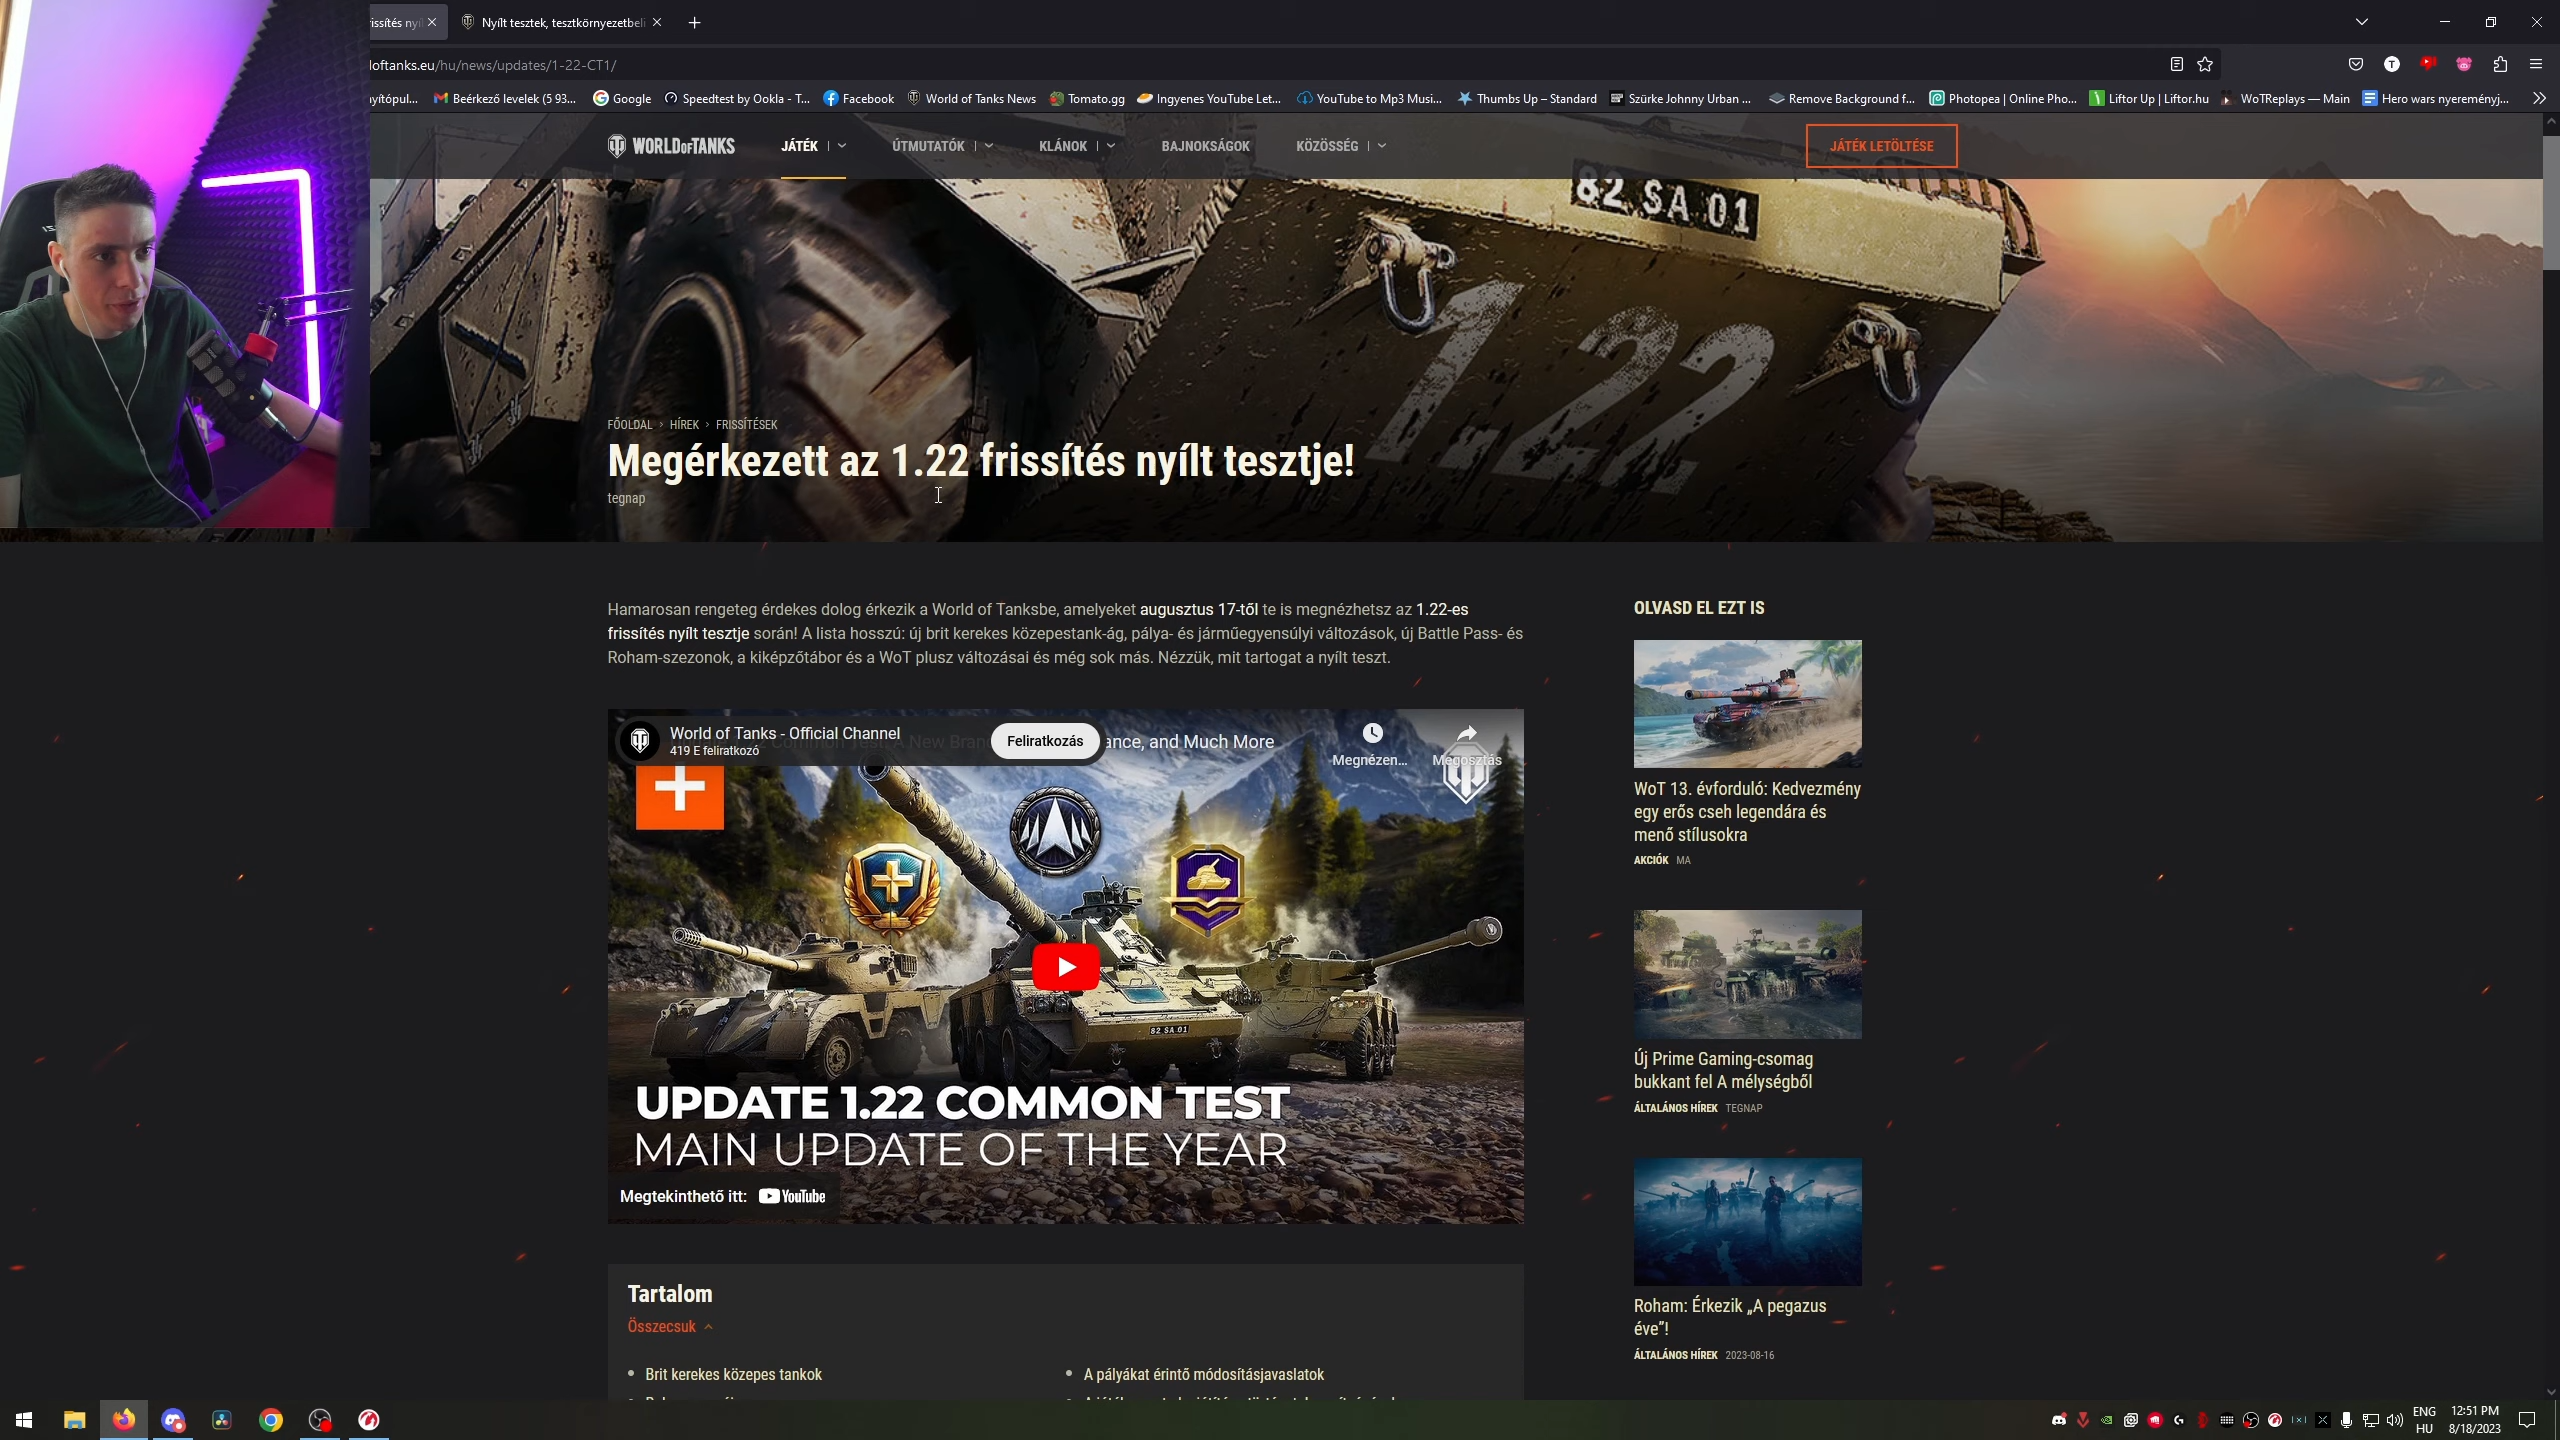 rissítés nyíl
Nyílt tesztek, tesztkörnyezetbeli
loftanks.eu/hu/news/updates/1-22-CT1/
nyítópul...
Beérkező levelek (5 93...
Google
Speedtest by Ookla - T...
Facebook
World of Tanks News
Tomato.gg
Ingyenes YouTube Let...
YouTube to Mp3 Musi...
Thumbs Up – Standard
Szürke Johnny Urban ...
Remove Background f...
Photopea | Online Pho...
Liftor Up | Liftor.hu
WoTReplays — Main
Hero wars nyereményj...
WORLD OF TANKS
JÁTÉK
ÚTMUTATÓK
KLÁNOK
BAJNOKSÁGOK
KÖZÖSSÉG
JÁTÉK LETÖLTÉSE
82 SA 01
1.22
FŐOLDAL > HÍREK > FRISSÍTÉSEK
Megérkezett az 1.22 frissítés nyílt tesztje!
tegnap
Hamarosan rengeteg érdekes dolog érkezik a World of Tanksbe, amelyeket augusztus 17-től te is megnézhetsz az 1.22-es
frissítés nyílt tesztje során! A lista hosszú: új brit kerekes közepestank-ág, pálya- és járműegyensúlyi változások, új Battle Pass- és
Roham-szezonok, a kiképzőtábor és a WoT plusz változásai és még sok más. Nézzük, mit tartogat a nyílt teszt.
World of Tanks - Official Channel
419 E feliratkozó
Feliratkozás
ance, and Much More
Megnézen...
Megosztás
82 SA 01
UPDATE 1.22 COMMON TEST
MAIN UPDATE OF THE YEAR
Megtekinthető itt: YouTube
Tartalom
Összecsuk
Brit kerekes közepes tankok
A pályákat érintő módosításjavaslatok
OLVASD EL EZT IS
WoT 13. évforduló: Kedvezmény
egy erős cseh legendára és
menő stílusokra
AKCIÓK MA
Új Prime Gaming-csomag
bukkant fel A mélységből
ÁLTALÁNOS HÍREK TEGNAP
Roham: Érkezik „A pegazus
éve”!
ÁLTALÁNOS HÍREK 2023-08-16
ENG
HU
12:51 PM
8/18/2023